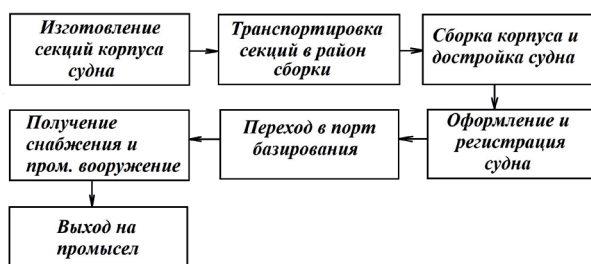 Изготовление
секций корпуса
судна
Транспортировка
секций в район
сборки
Сборка корпуса и
достройка судна
Оформление и
регистрация
судна
Переход в порт
базирования
Получение
снабжения и
пром. вооружение
Выход на
промысел